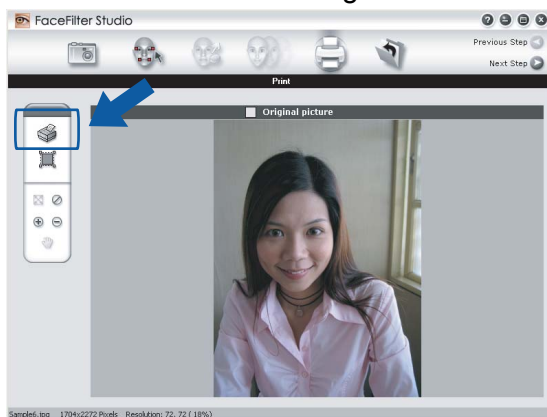 FaceFilter Studio
Previous Step
Next Step
Print
Original picture
Sample6.jpg 1704x2272 Pixels Resolution: 72, 72 ( 18%)